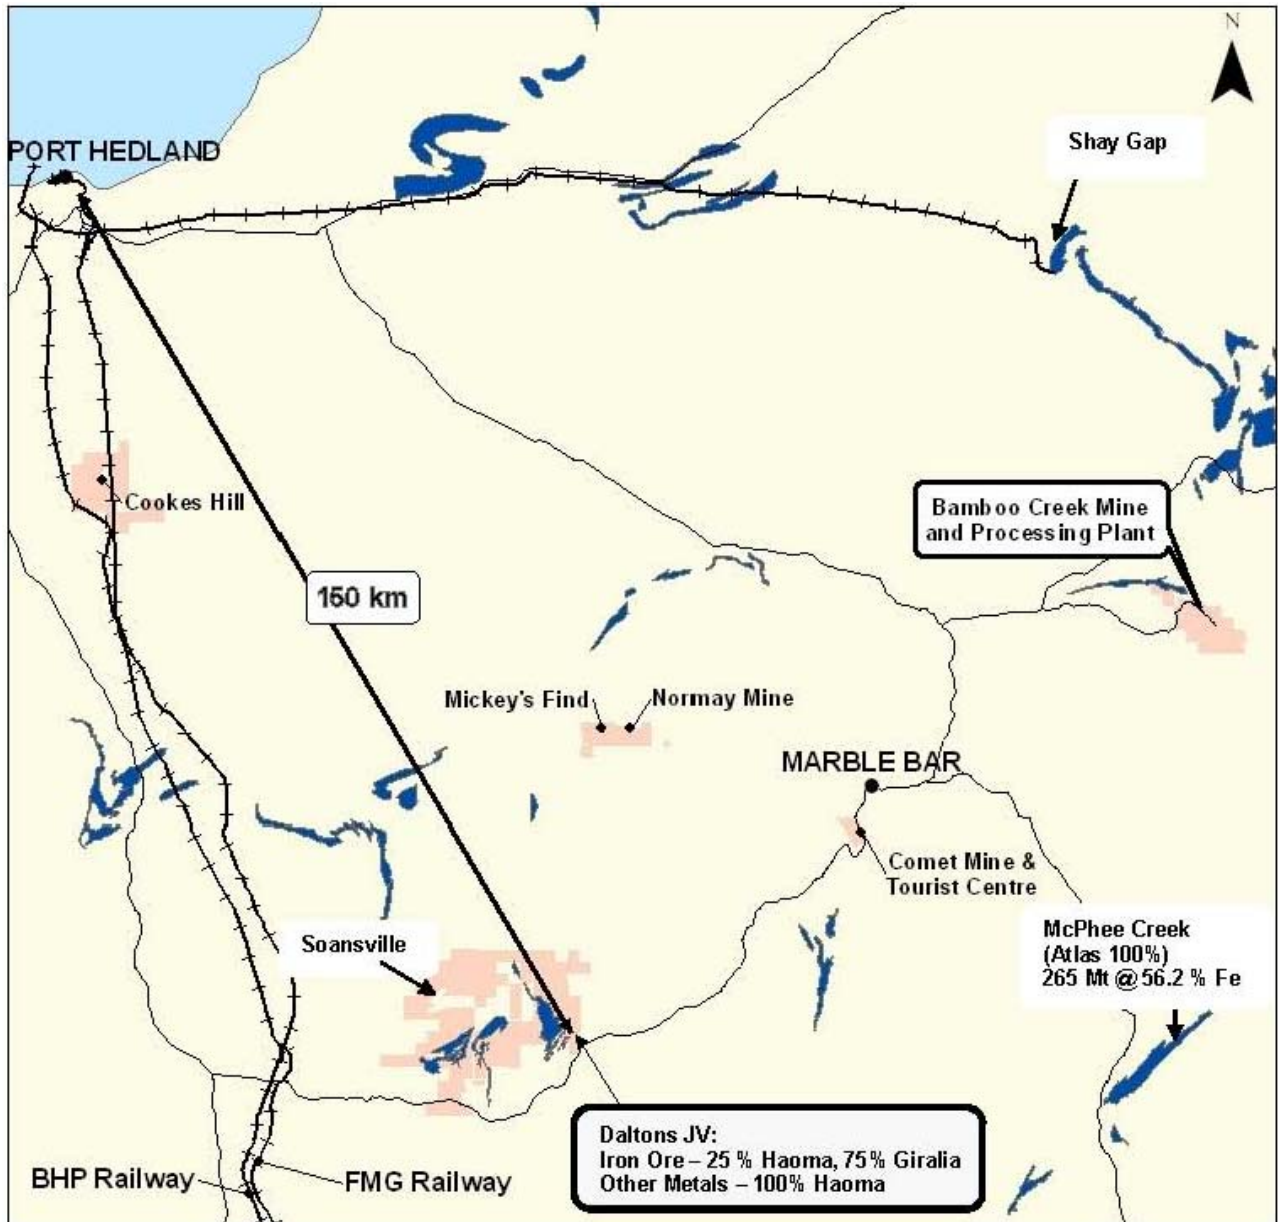 N
Shay Gap
PORT HEDLAND
Cookes Hill
Bamboo Creek Mine
and Processing Plant
150 km
Mickey's Find
Normay Mine
MARBLE BAR
Comet Mine &
Tourist Centre
Soansville
McPhee Creek
(Atlas 100%)
265 Mt @ 56.2 % Fe
Daltons JV:
Iron Ore – 25 % Haoma, 75% Giralia
Other Metals – 100% Haoma
BHP Railway
FMG Railway